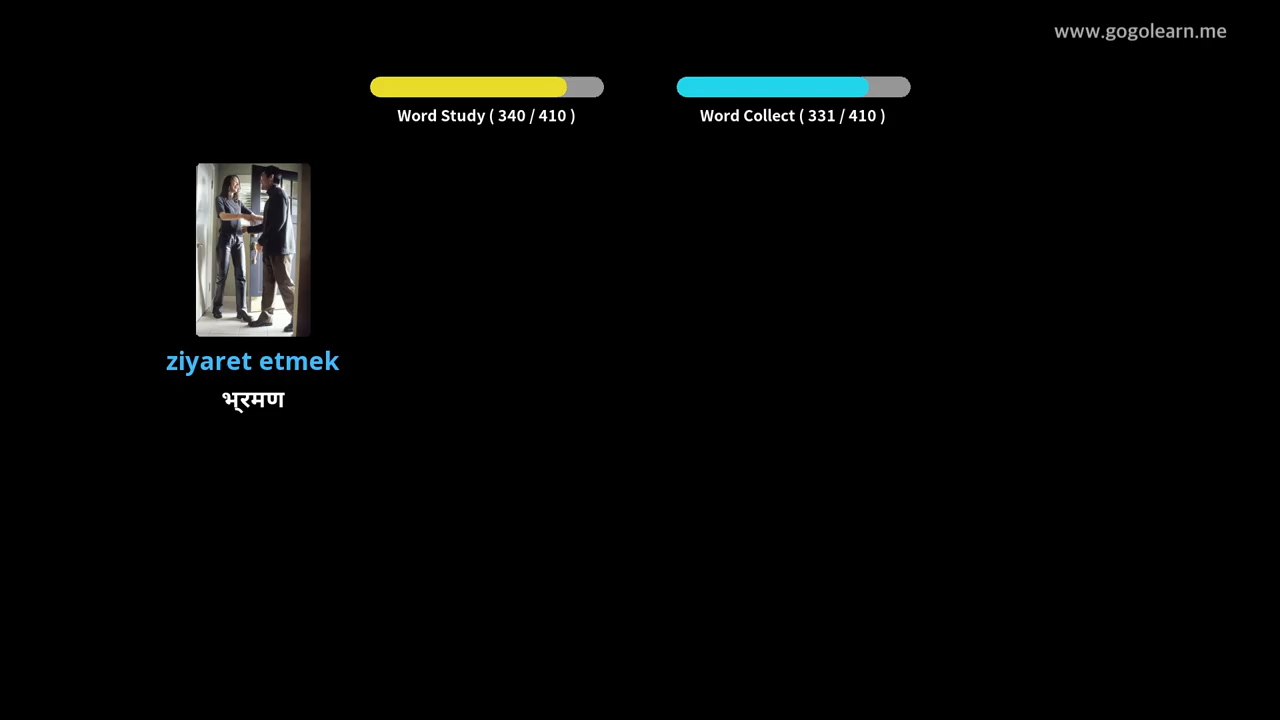 www.gogolearn.me
Word Study ( 340 / 410 )
Word Collect ( 331 / 410 )
ziyaret etmek
भ्रमण